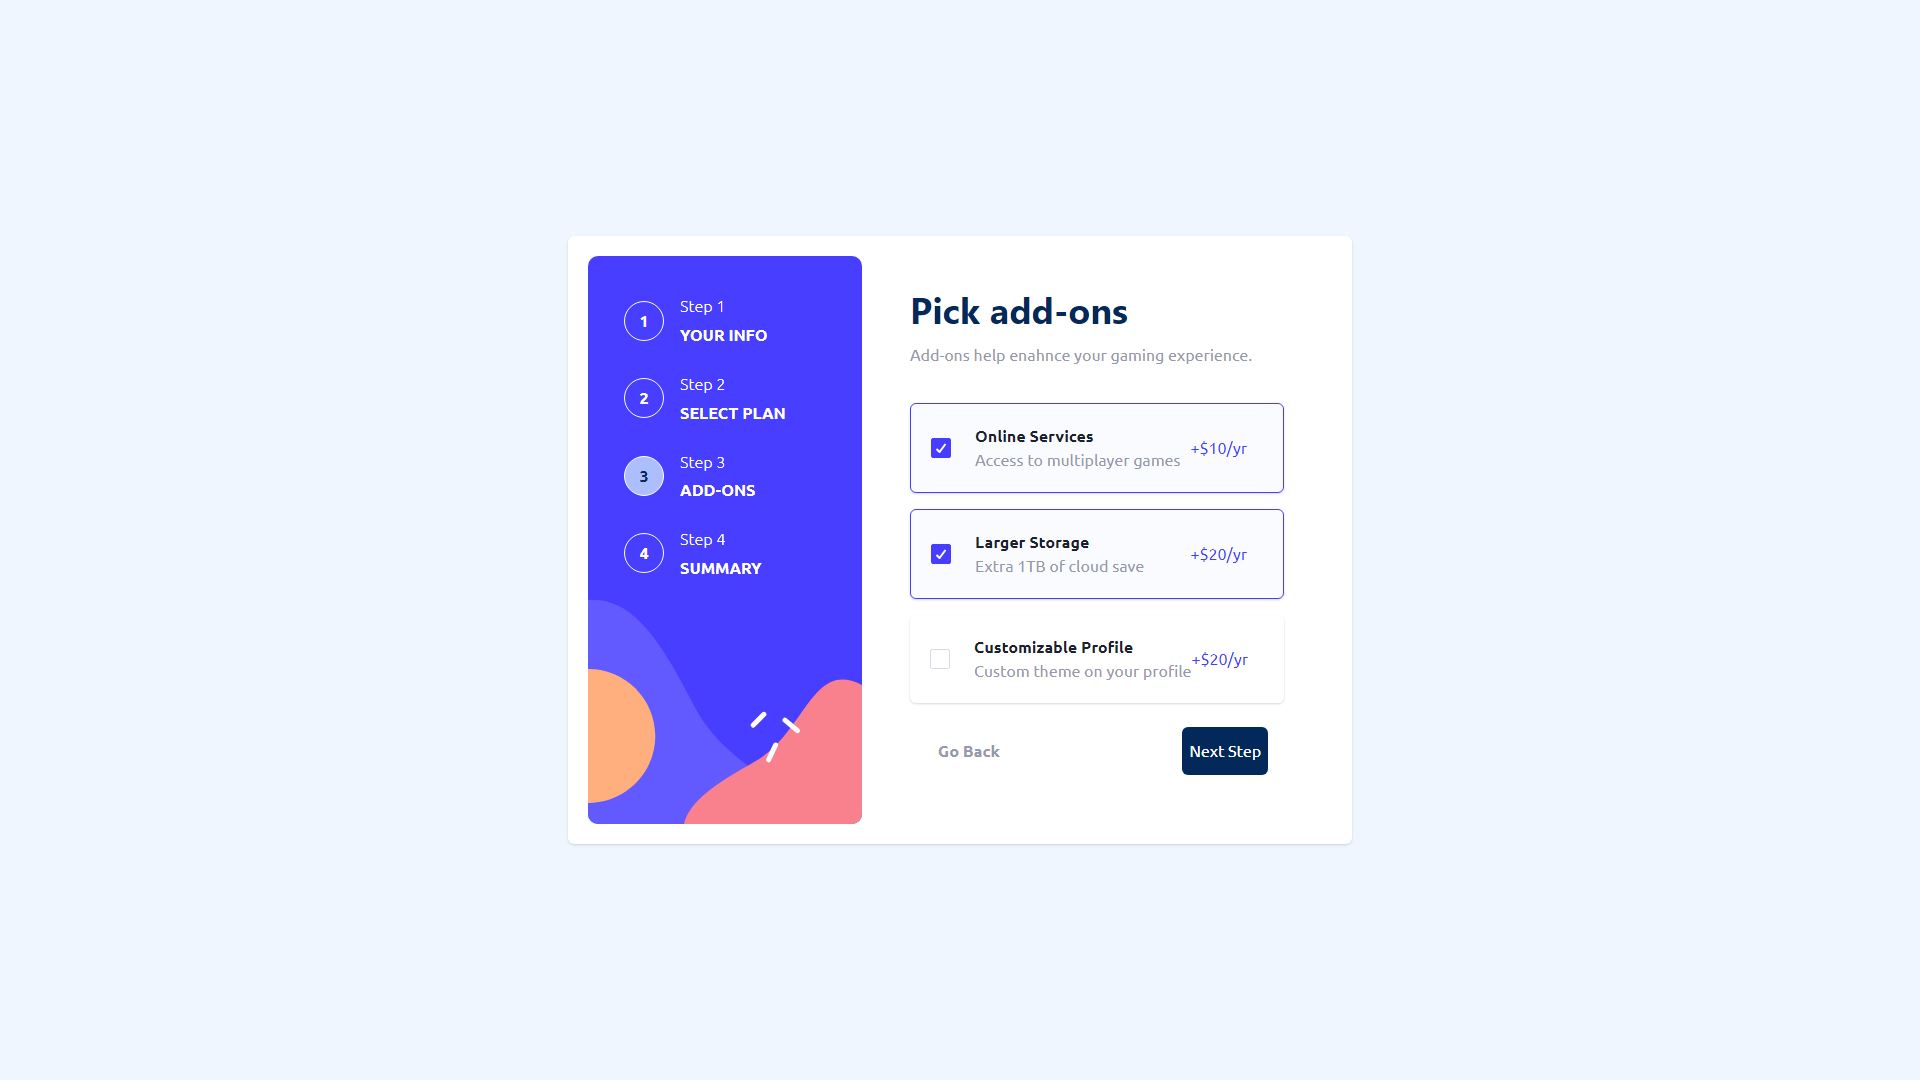 1
Step 1
YOUR INFO
2
Step 2
SELECT PLAN
3
Step 3
ADD-ONS
4
Step 4
SUMMARY
Pick add-ons
Add-ons help enahnce your gaming experience.
Online Services
Access to multiplayer games
+$10/yr
Larger Storage
Extra 1TB of cloud save
+$20/yr
Customizable Profile
Custom theme on your profile
+$20/yr
Go Back
Next Step